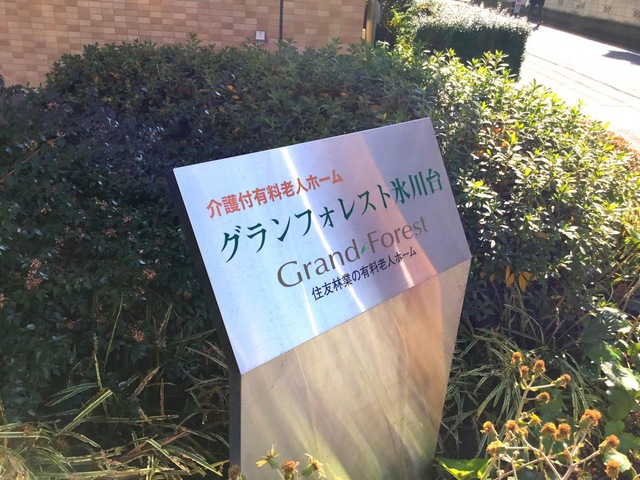 介護付有料老人ホーム
グランフォレスト氷川台
Grand Forest
住友林業の有料老人ホーム